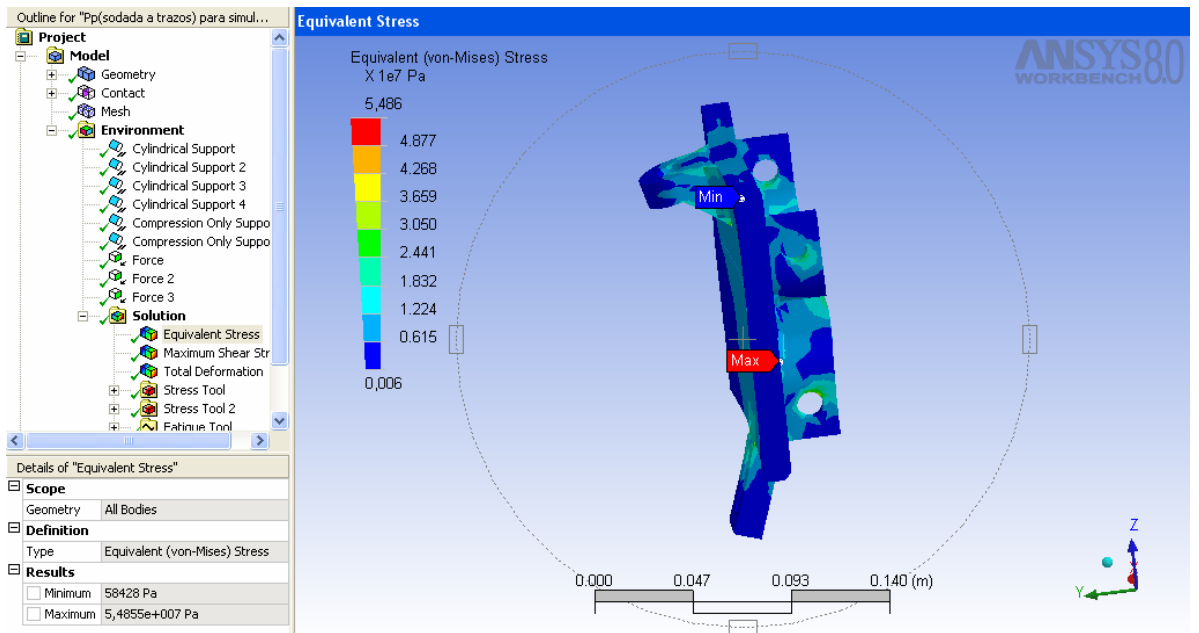 Outline for "Pp(sodada a trazos) para simul...
Project
Model
Geometry
Contact
Mesh
Environment
Cylindrical Support
Cylindrical Support 2
Cylindrical Support 3
Cylindrical Support 4
Compression Only Suppo
Compression Only Suppo
Force
Force 2
Force 3
Solution
Equivalent Stress
Maximum Shear Str
Total Deformation
Stress Tool
Stress Tool 2
Fatigue Tool
Details of "Equivalent Stress"
Scope
Geometry All Bodies
Definition
Type Equivalent (von-Mises) Stress
Results
Minimum 58428 Pa
Maximum 5,4855e+007 Pa
Equivalent Stress
ANSYS 8.0
WORKBENCH
Equivalent (von-Mises) Stress
X 1e7 Pa
5,486
4.877
4.268
3.659
3.050
2.441
1.832
1.224
0.615
0,006
Min
Max
0.000 0.047 0.093 0.140 (m)
Z
Y